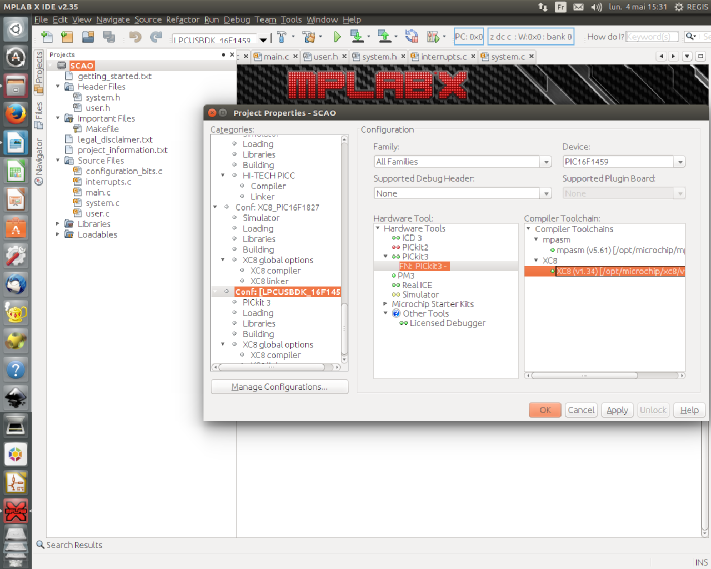 MPLAB X IDE v2.35
Fr
lun. 4 mai 15:31
REGIS
File Edit View Navigate Source Refactor Run Debug Team Tools Window Help
LPCUSBDK_16F1459
PC: 0x0
z dc c : W:0x0 : bank 0
How do I?
Keyword(s)
Projects
Files
Navigator
Projects
SCAO
getting_started.txt
Header Files
system.h
user.h
Important Files
Makefile
legal_disclaimer.txt
project_information.txt
Source Files
configuration_bits.c
interrupts.c
main.c
system.c
user.c
Libraries
Loadables
main.c
user.h
system.h
interrupts.c
system.c
MPLAB X
Project Properties - SCAO
Categories:
Simulator
Loading
Libraries
Building
HI-TECH PICC
Compiler
Linker
Conf: XC8_PIC16F1827
Simulator
Loading
Libraries
Building
XC8 global options
XC8 compiler
XC8 linker
Conf: [LPCUSBDK_16F145
PICkit 3
Loading
Libraries
Building
XC8 global options
XC8 compiler
Manage Configurations...
Configuration
Family:
All Families
Device:
PIC16F1459
Supported Debug Header:
None
Supported Plugin Board:
None
Hardware Tool:
Hardware Tools
ICD 3
PICkit2
PICkit3
FN: PICkit3 -
PM3
Real ICE
Simulator
Microchip Starter Kits
Other Tools
Licensed Debugger
Compiler Toolchain:
Compiler Toolchains
mpasm
mpasm (v5.61) [/opt/microchip/mp
XC8
XC8 (v1.34) [/opt/microchip/xc8/v
OK
Cancel
Apply
Unlock
Help
Search Results
INS